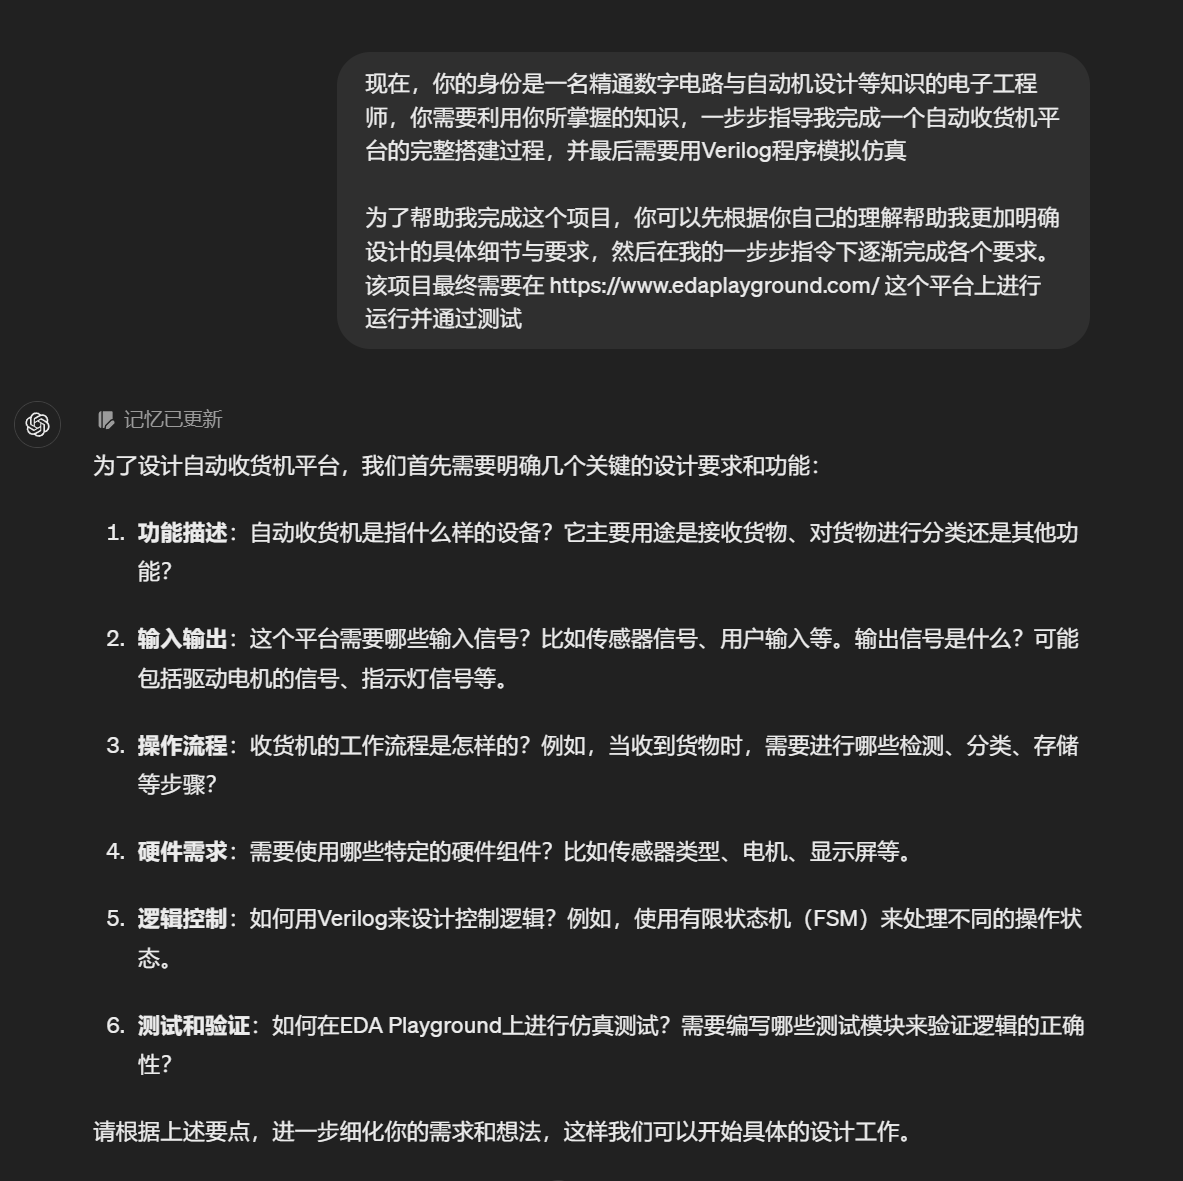 现在，你的身份是一名精通数字电路与自动机设计等知识的电子工程
师，你需要利用你所掌握的知识，一步步指导我完成一个自动收货机平
台的完整搭建过程，并最后需要用Verilog程序模拟仿真
为了帮助我完成这个项目，你可以先根据你自己的理解帮助我更加明确
设计的具体细节与要求，然后在我的一步步指令下逐渐完成各个要求。
该项目最终需要在 https://www.edaplayground.com/ 这个平台上进行
运行并通过测试
记忆已更新
为了设计自动收货机平台，我们首先需要明确几个关键的设计要求和功能：
1. 功能描述：自动收货机是指什么样的设备？它主要用途是接收货物、对货物进行分类还是其他功
能？
2. 输入输出：这个平台需要哪些输入信号？比如传感器信号、用户输入等。输出信号是什么？可能
包括驱动电机的信号、指示灯信号等。
3. 操作流程：收货机的工作流程是怎样的？例如，当收到货物时，需要进行哪些检测、分类、存储
等步骤？
4. 硬件需求：需要使用哪些特定的硬件组件？比如传感器类型、电机、显示屏等。
5. 逻辑控制：如何用Verilog来设计控制逻辑？例如，使用有限状态机（FSM）来处理不同的操作状
态。
6. 测试和验证：如何在EDA Playground上进行仿真测试？需要编写哪些测试模块来验证逻辑的正确
性？
请根据上述要点，进一步细化你的需求和想法，这样我们可以开始具体的设计工作。